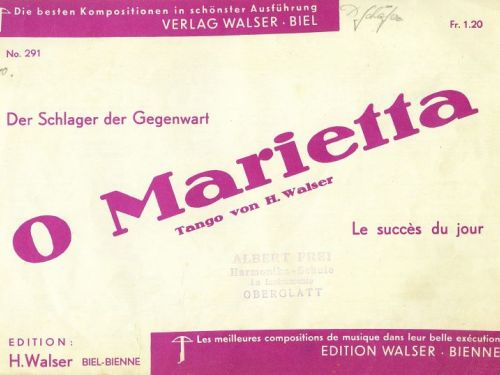 Die besten Kompositionen in schönster Ausführung
VERLAG WALSER · BIEL
Fr. 1.20
No. 291
Der Schlager der Gegenwart
O Marietta
Tango von H. Walser
Le succès du jour
ALBERT FREI
Harmonika-Schule
OBERGLATT
EDITION:
H. Walser BIEL-BIENNE
Les meilleures compositions de musique dans leur belle exécution
EDITION WALSER · BIENNE